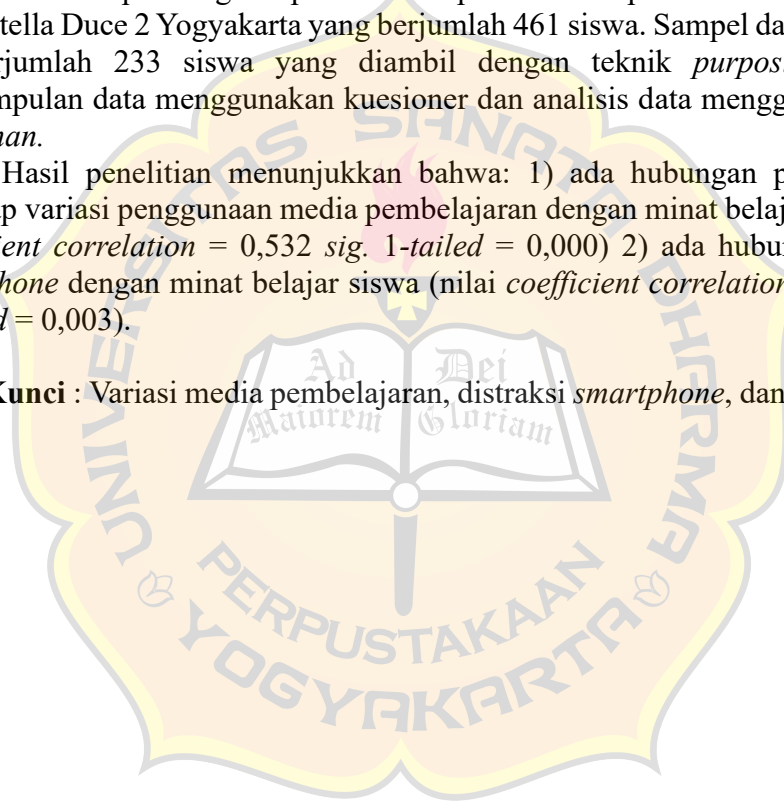 tella Duce 2 Yogyakarta yang berjumlah 461 siswa. Sampel da
rjumlah 233 siswa yang diambil dengan teknik purpos
mpulan data menggunakan kuesioner dan analisis data mengg
nan.
Hasil penelitian menunjukkan bahwa: 1) ada hubungan p
p variasi penggunaan media pembelajaran dengan minat belaj
ient correlation = 0,532 sig. 1-tailed = 0,000) 2) ada hubu
hone dengan minat belajar siswa (nilai coefficient correlation
d = 0,003).
Kunci : Variasi media pembelajaran, distraksi smartphone, dan
UNIVERSITAS SANATA DHARMA
Ad Dei
Maiorem Gloriam
PERPUSTAKAAN
YOGYAKARTA